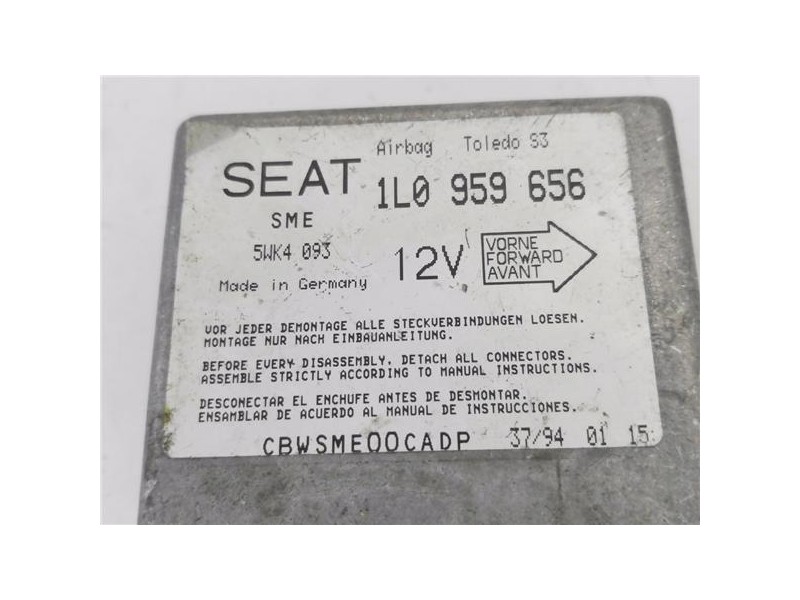 Airbag Toledo S3
SEAT 1L0 959 656
SME
5WK4 093
12V
VORNE
FORWARD
AVANT
Made in Germany
VOR JEDER DEMONTAGE ALLE STECKVERBINDUNGEN LOESEN.
MONTAGE NUR NACH EINBAUANLEITUNG.
BEFORE EVERY DISASSEMBLY, DETACH ALL CONNECTORS.
ASSEMBLE STRICTLY ACCORDING TO MANUAL INSTRUCTIONS.
DESCONECTAR EL ENCHUFE ANTES DE DESMONTAR.
ENSAMBLAR DE ACUERDO AL MANUAL DE INSTRUCCIONES.
CBWSME00CADP 37/94 01 15